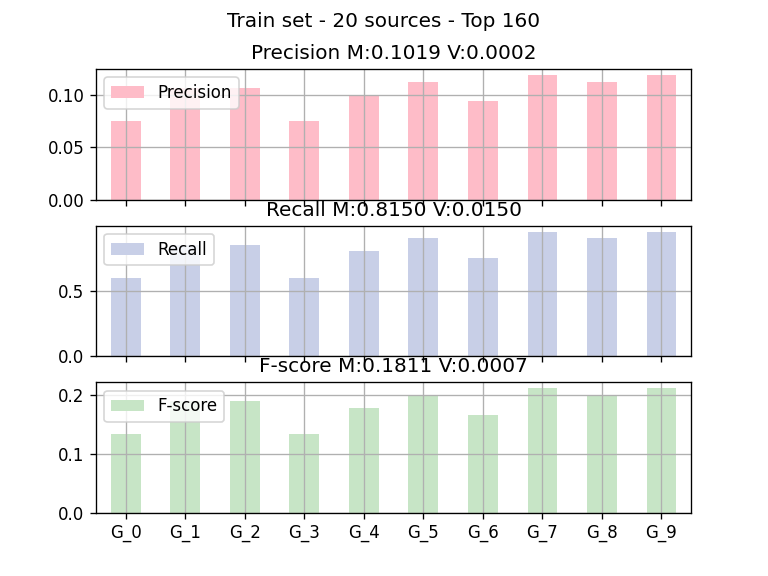 Train set - 20 sources - Top 160
Precision M:0.1019 V:0.0002
0.10
0.05
0.00
Precision
Recall M:0.8150 V:0.0150
0.5
0.0
Recall
F-score M:0.1811 V:0.0007
0.2
0.1
0.0
F-score
G_0 G_1 G_2 G_3 G_4 G_5 G_6 G_7 G_8 G_9